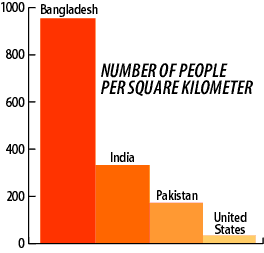 1000
Bangladesh
NUMBER OF PEOPLE
PER SQUARE KILOMETER
800
600
400
India
200
Pakistan
United
States
0